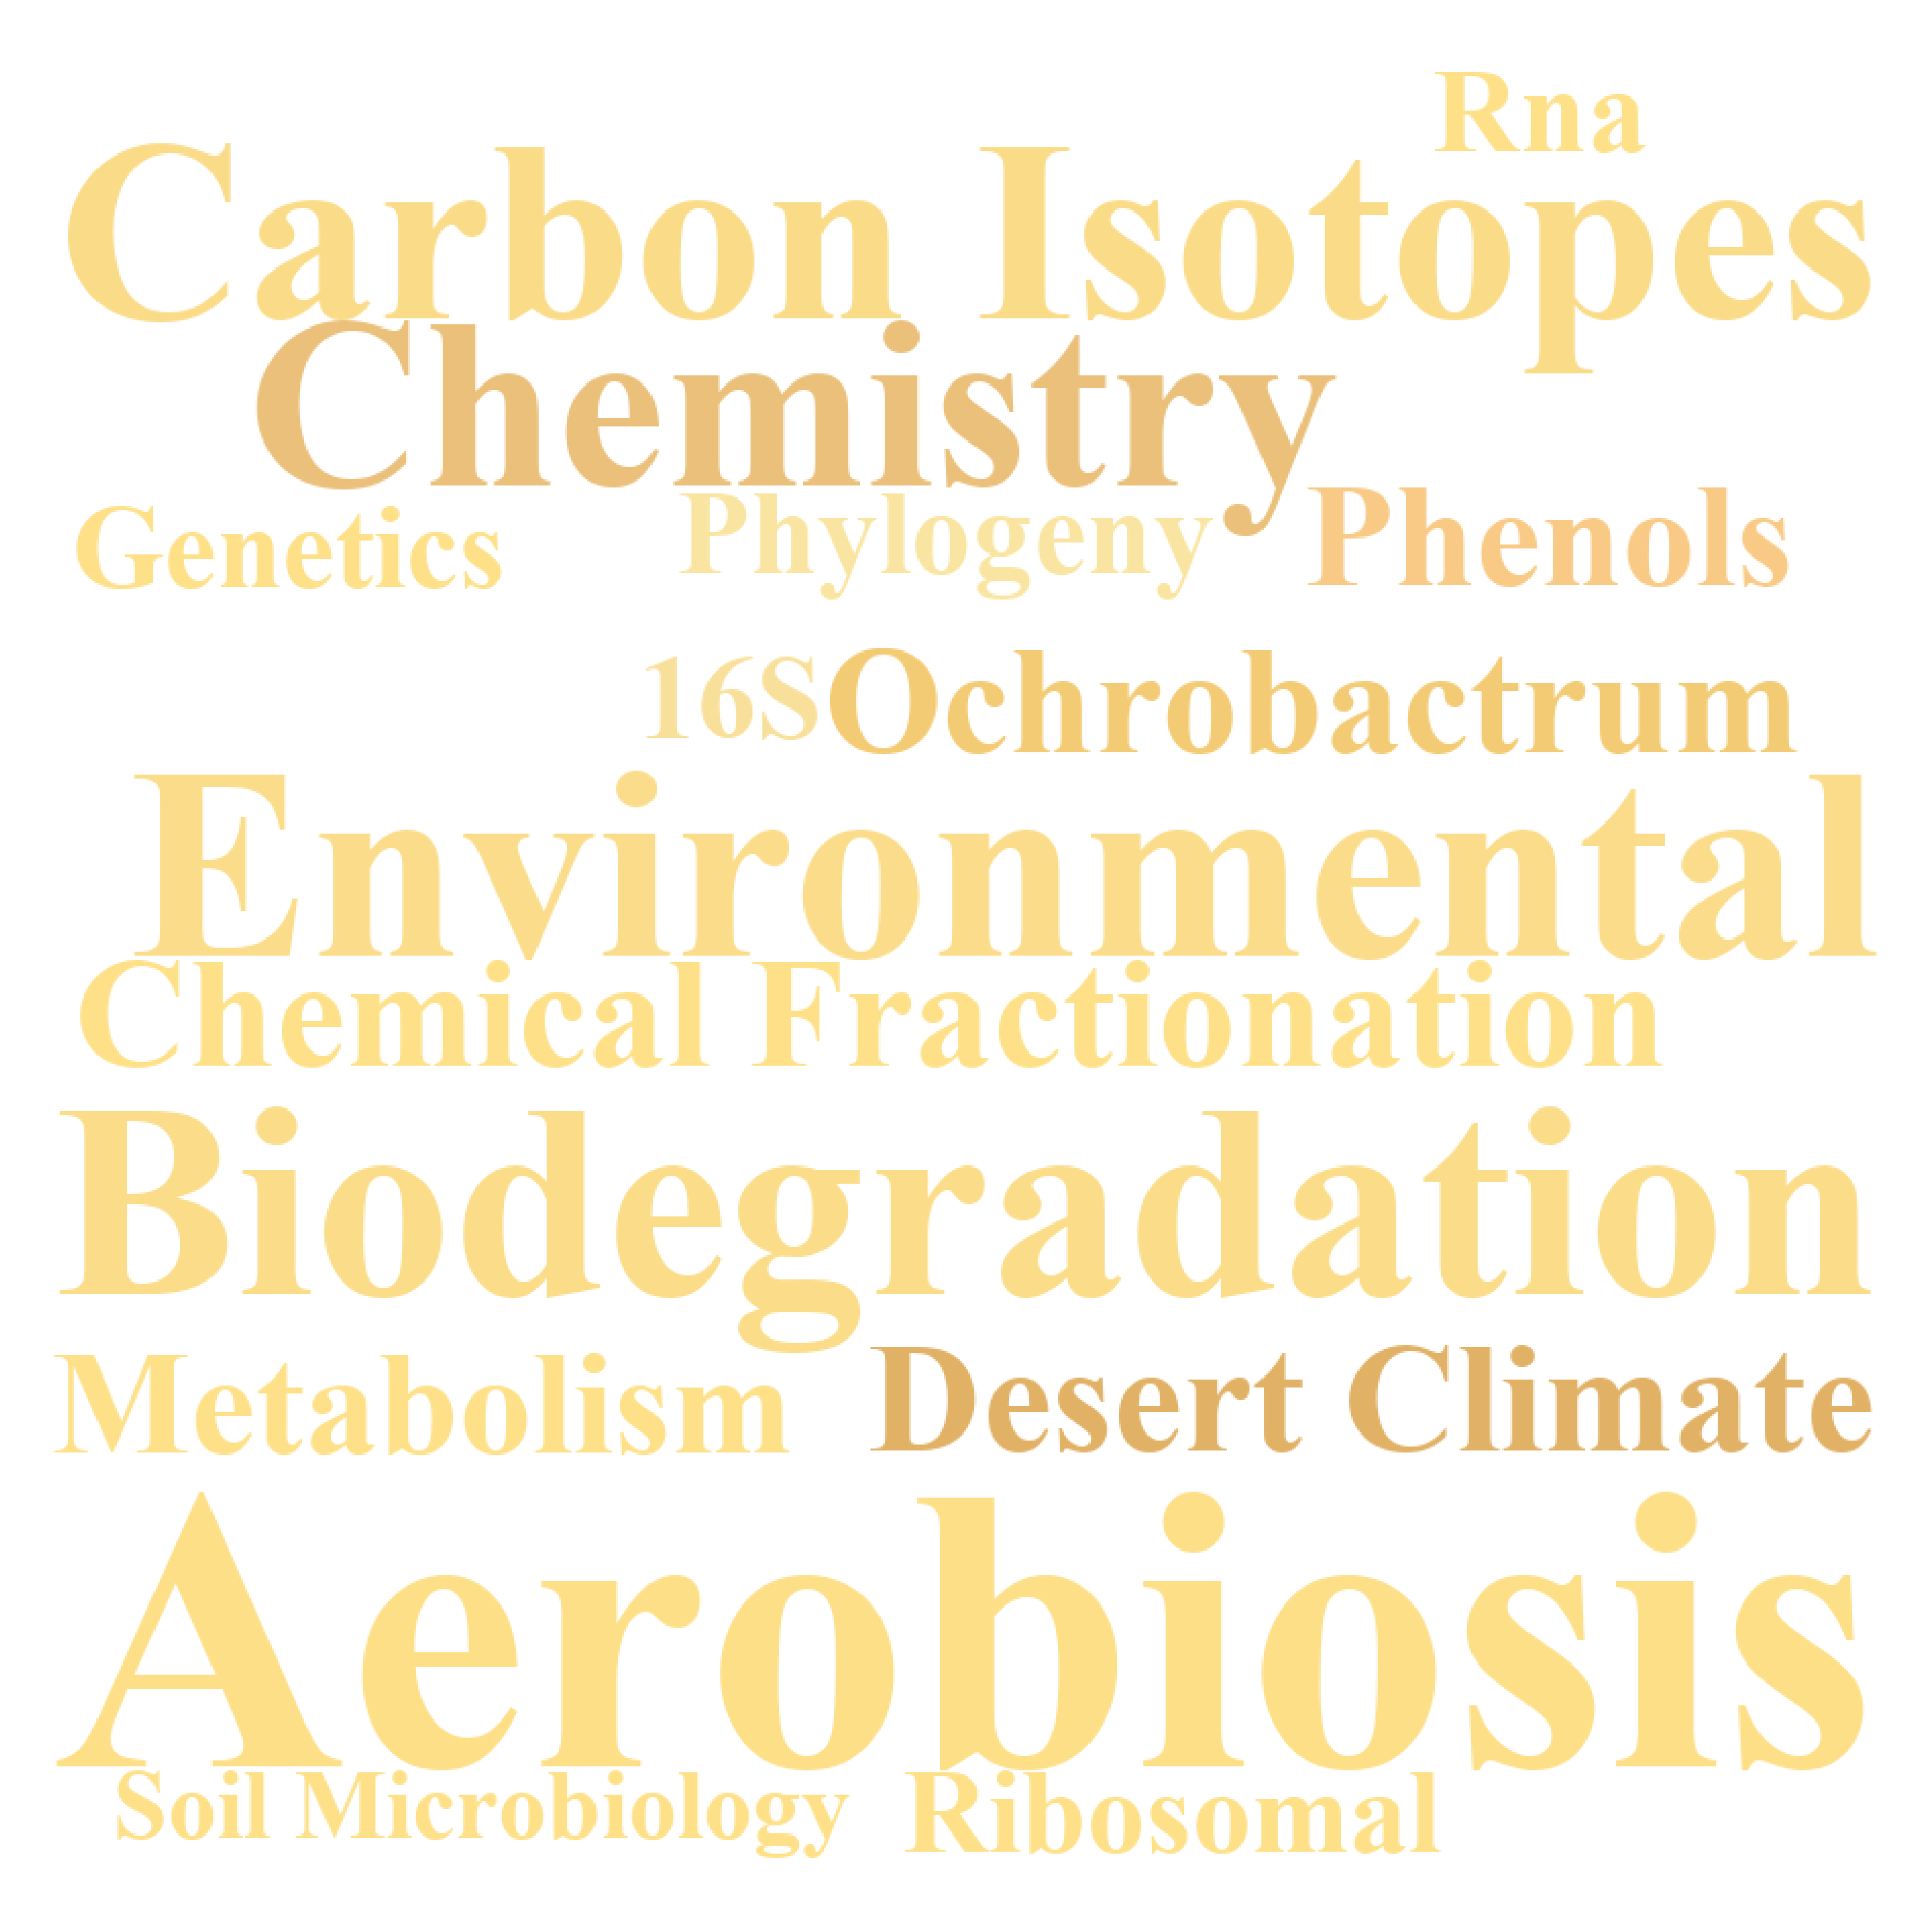 Rna
Carbon Isotopes
Chemistry
Genetics Phylogeny Phenols
16S Ochrobactrum
Environmental
Chemical Fractionation
Biodegradation
Metabolism Desert Climate
Aerobiosis
Soil Microbiology Ribosomal